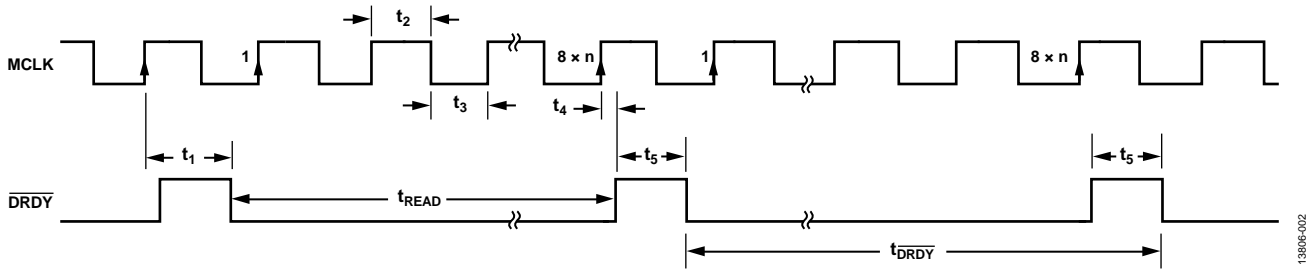 t2
MCLK
1
8 × n
1
8 × n
t3
t4
t1
t5
t5
DRDY
tREAD
tDRDY
13806-002